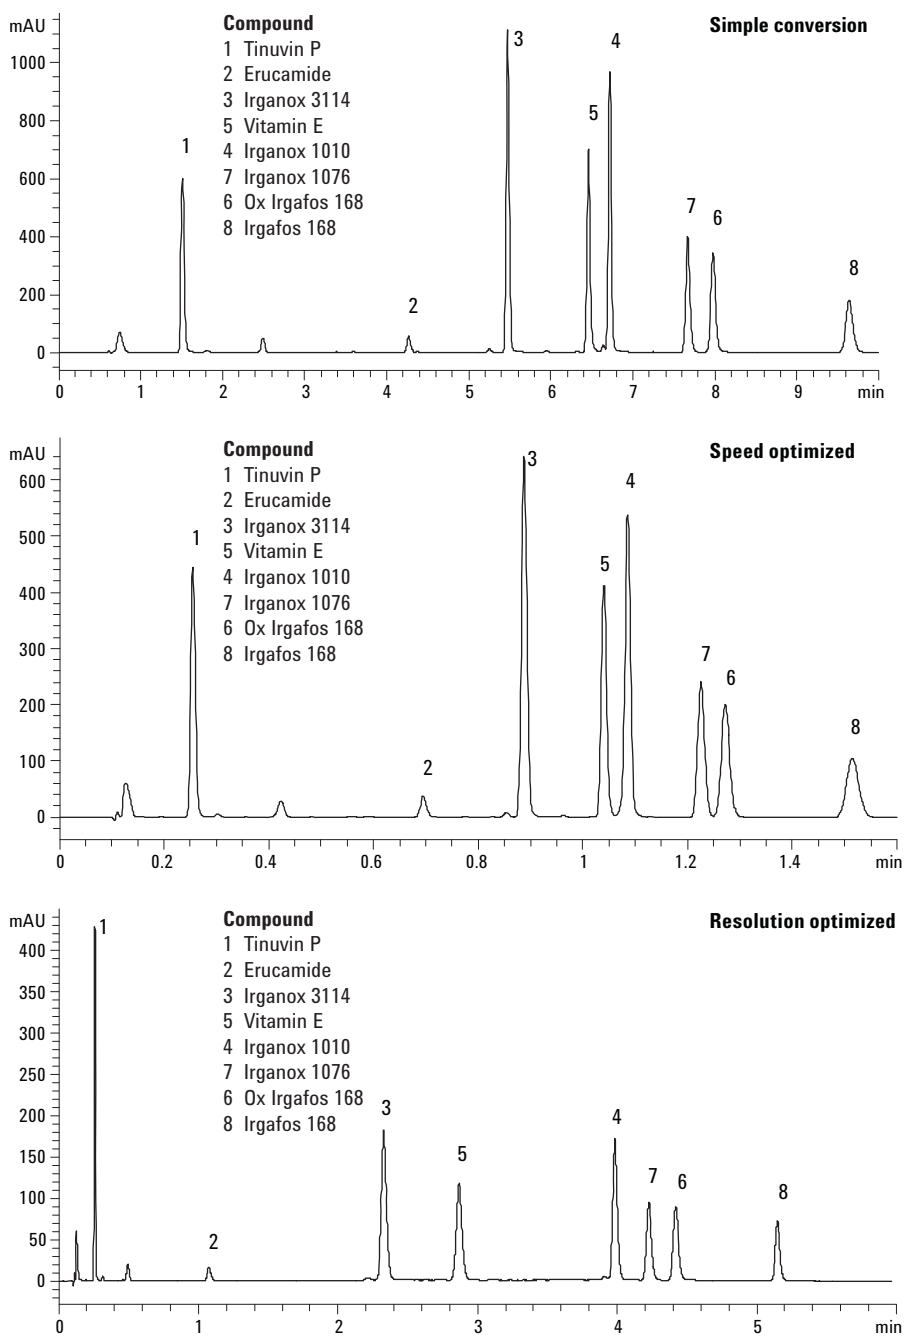 mAU
Compound
Simple conversion
1 Tinuvin P
2 Erucamide
3 Irganox 3114
5 Vitamin E
4 Irganox 1010
7 Irganox 1076
6 Ox Irgafos 168
8 Irgafos 168
1000
800
600
400
200
0
1
2
3
5
4
7
6
8
0 1 2 3 4 5 6 7 8 9 min
mAU
Compound
Speed optimized
1 Tinuvin P
2 Erucamide
3 Irganox 3114
5 Vitamin E
4 Irganox 1010
7 Irganox 1076
6 Ox Irgafos 168
8 Irgafos 168
600
500
400
300
200
100
0
1
2
3
5
4
7
6
8
0 0.2 0.4 0.6 0.8 1 1.2 1.4 min
mAU
Compound
Resolution optimized
1 Tinuvin P
2 Erucamide
3 Irganox 3114
5 Vitamin E
4 Irganox 1010
7 Irganox 1076
6 Ox Irgafos 168
8 Irgafos 168
400
350
300
250
200
150
100
50
0
1
2
3
5
4
7
6
8
0 1 2 3 4 5 min